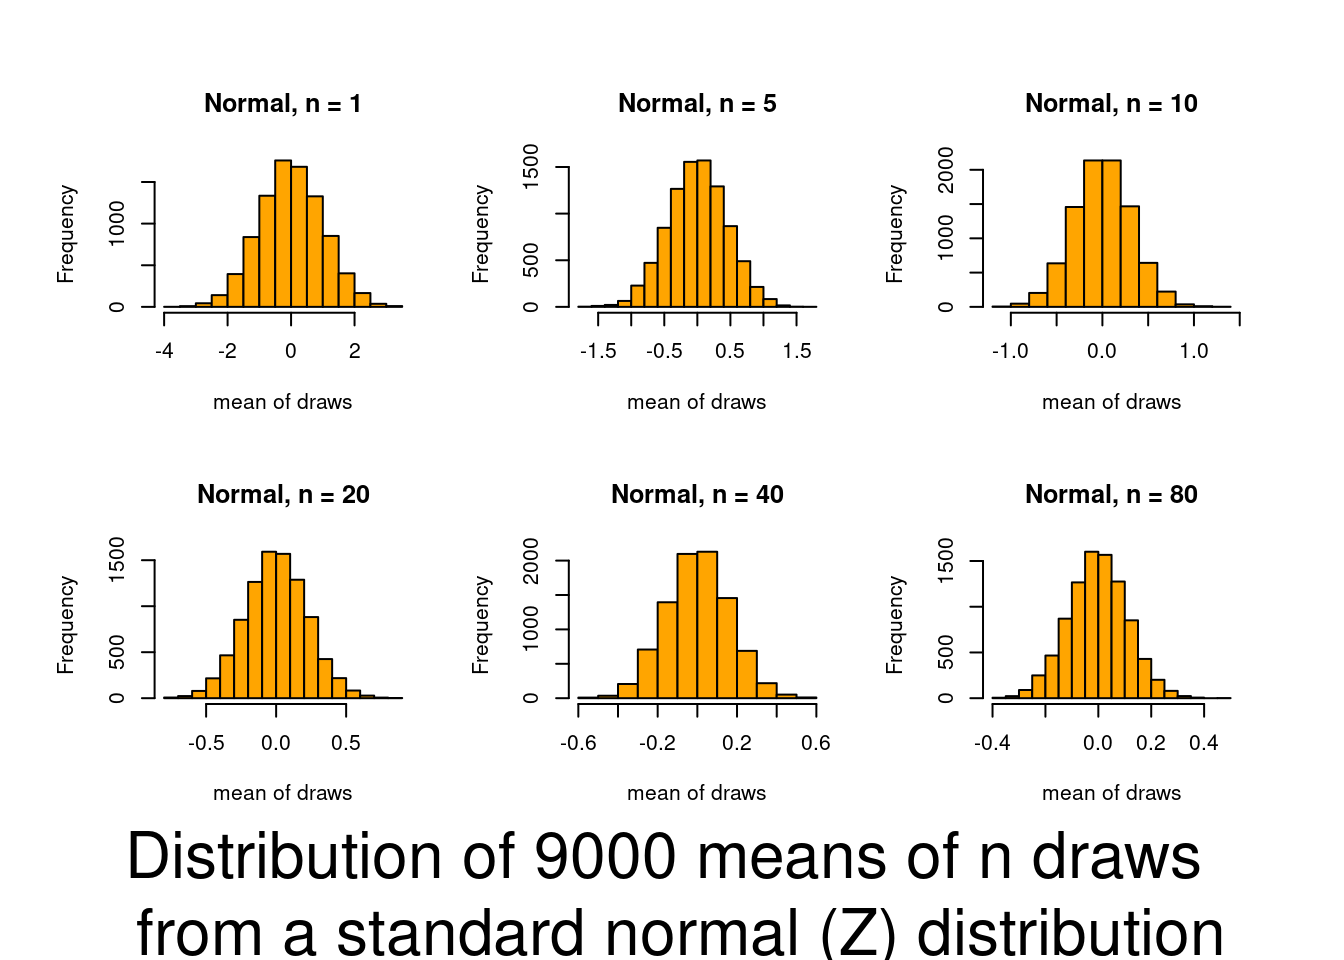 Normal, n = 1
Frequency
0
1000
-4 -2 0 2
mean of draws
Normal, n = 5
Frequency
0
500
1500
-1.5 -0.5 0.5 1.5
mean of draws
Normal, n = 10
Frequency
0
1000
2000
-1.0 0.0 1.0
mean of draws
Normal, n = 20
Frequency
0
500
1500
-0.5 0.0 0.5
mean of draws
Normal, n = 40
Frequency
0
1000
2000
-0.6 -0.2 0.2 0.6
mean of draws
Normal, n = 80
Frequency
0
500
1500
-0.4 0.0 0.2 0.4
mean of draws
Distribution of 9000 means of n draws
from a standard normal (Z) distribution